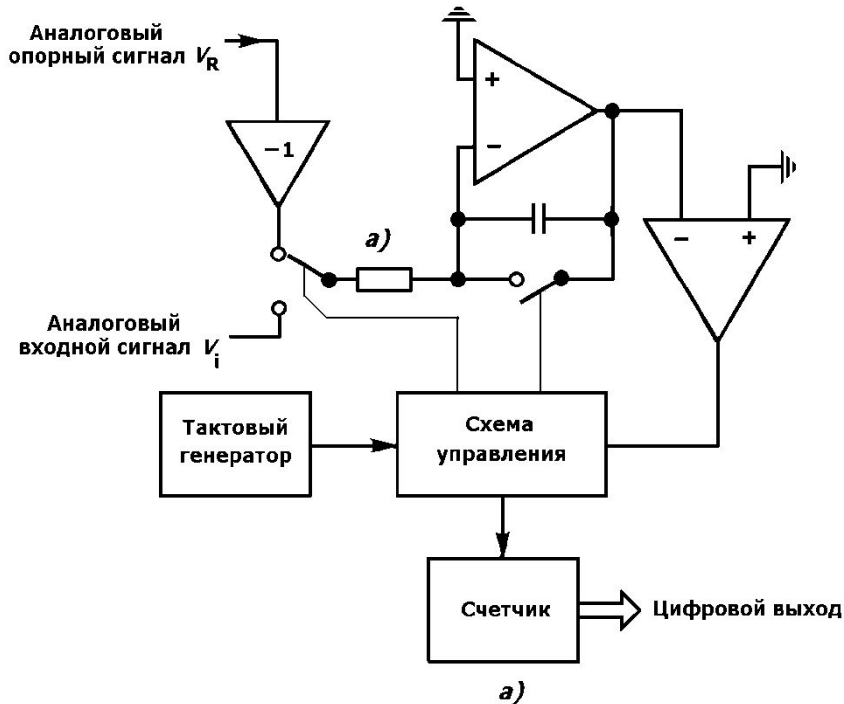 Аналоговый
опорный сигнал VR
−1
+
−
− +
а)
Аналоговый
входной сигнал Vi
Тактовый
генератор
Схема
управления
Счетчик
Цифровой выход
а)